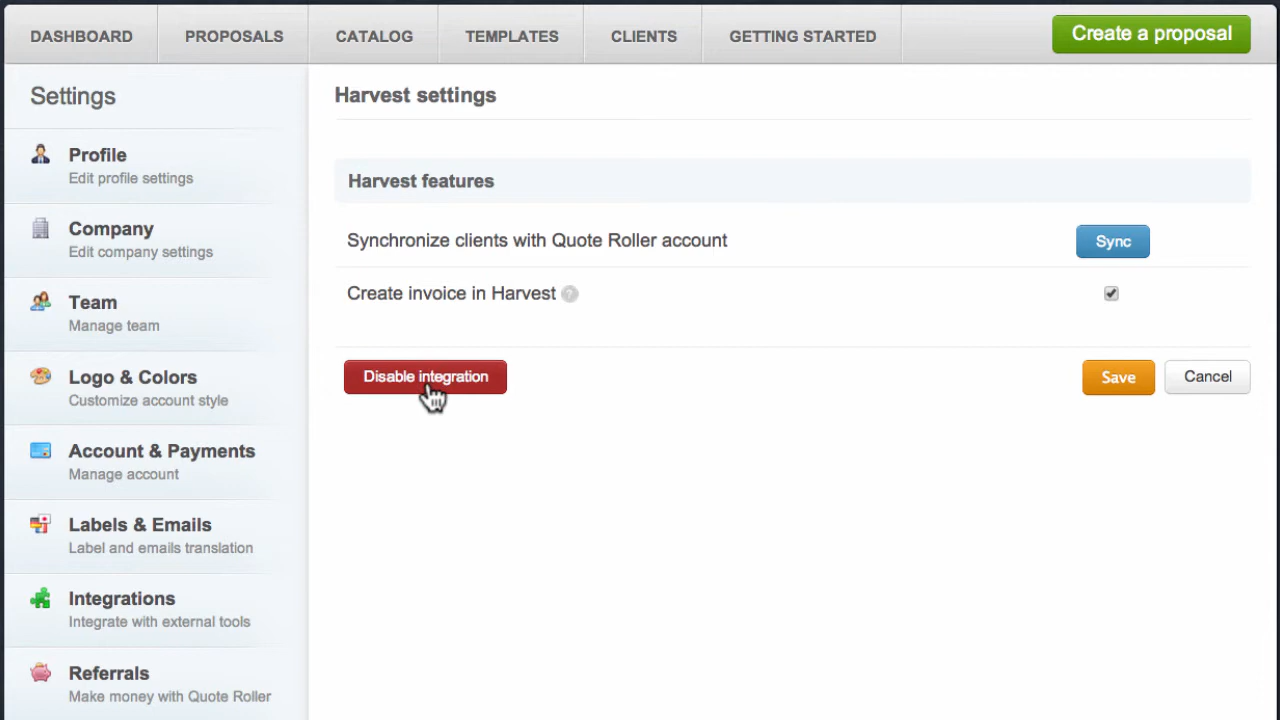 DASHBOARD
PROPOSALS
CATALOG
TEMPLATES
CLIENTS
GETTING STARTED
Create a proposal
Settings
Profile
Edit profile settings
Company
Edit company settings
Team
Manage team
Logo & Colors
Customize account style
Account & Payments
Manage account
Labels & Emails
Label and emails translation
Integrations
Integrate with external tools
Referrals
Make money with Quote Roller
Harvest settings
Harvest features
Synchronize clients with Quote Roller account
Sync
Create invoice in Harvest ?
Disable integration
Save
Cancel